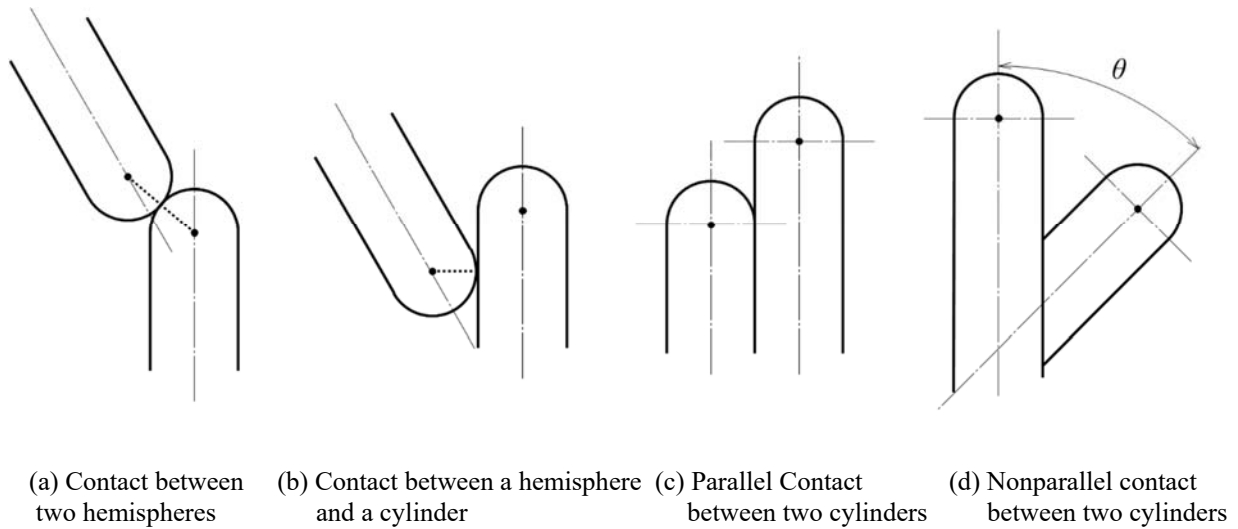 θ
(a) Contact between (b) Contact between a hemisphere (c) Parallel Contact (d) Nonparallel contact
two hemispheres and a cylinder between two cylinders between two cylinders